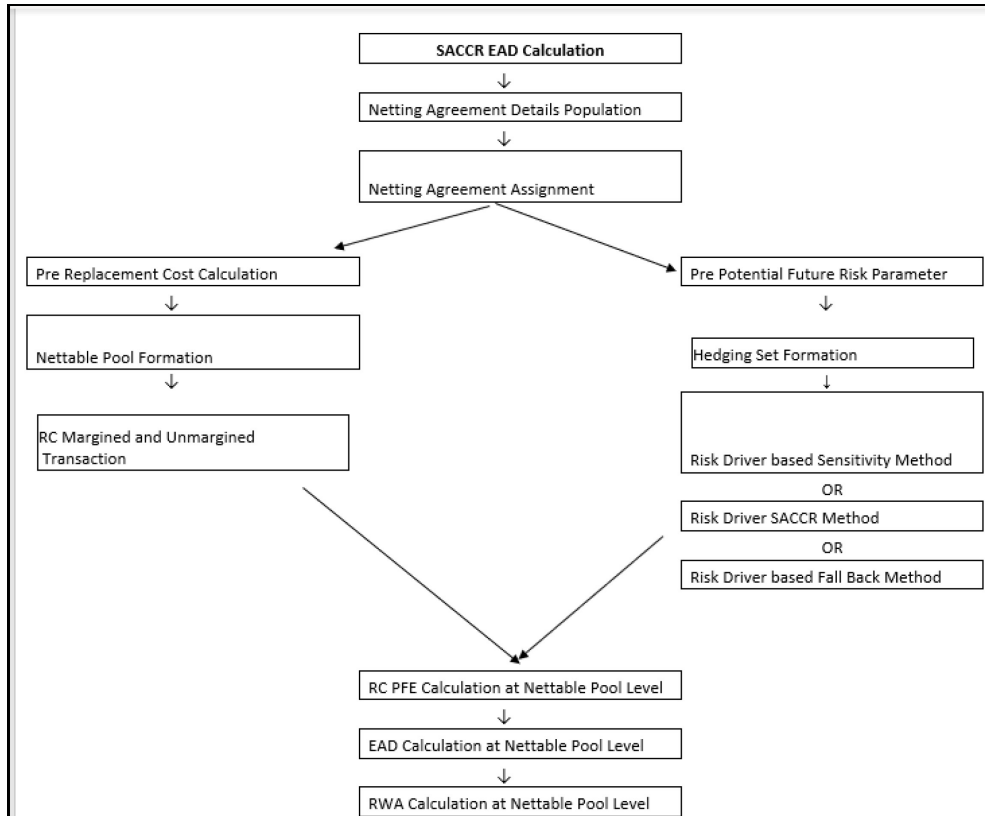 SACCR EAD Calculation
Netting Agreement Details Population
Netting Agreement Assignment
Pre Replacement Cost Calculation
Nettable Pool Formation
RC Margined and Unmargined
Transaction
Pre Potential Future Risk Parameter
Hedging Set Formation
Risk Driver based Sensitivity Method
OR
Risk Driver SACCR Method
OR
Risk Driver based Fall Back Method
RC PFE Calculation at Nettable Pool Level
EAD Calculation at Nettable Pool Level
RWA Calculation at Nettable Pool Level